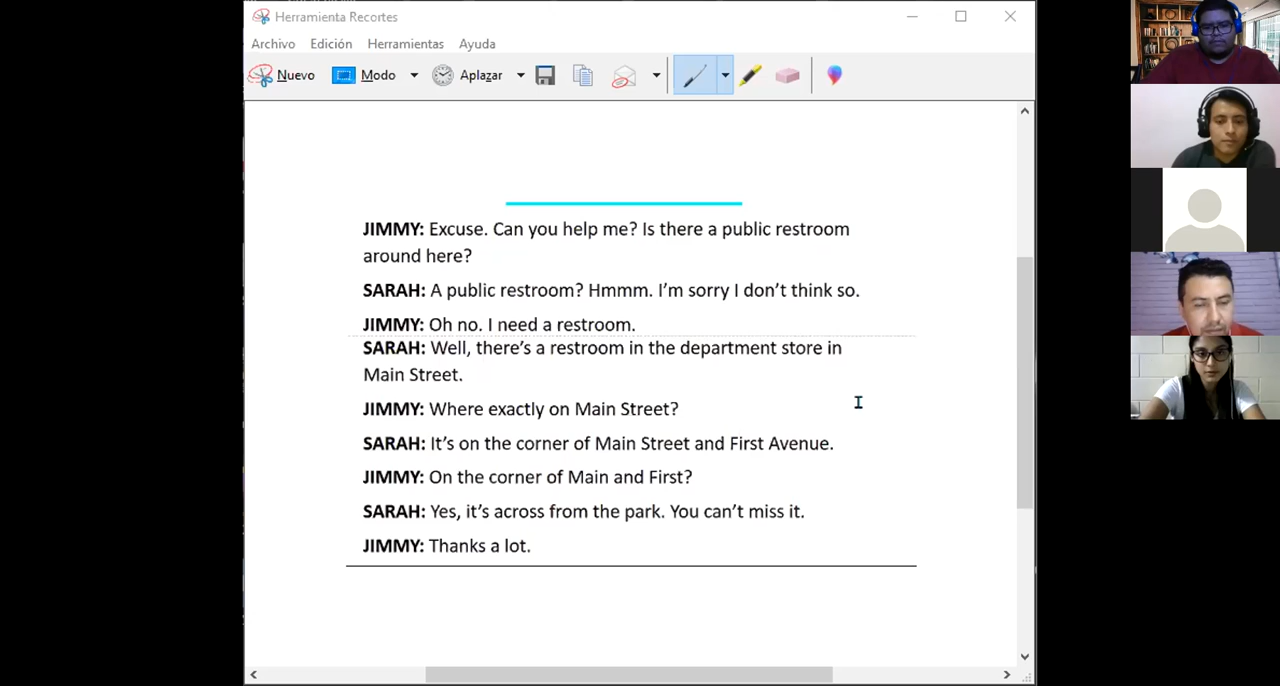 Herramienta Recortes
Archivo Edición Herramientas Ayuda
Nuevo Modo Aplazar
JIMMY: Excuse. Can you help me? Is there a public restroom
around here?
SARAH: A public restroom? Hmmm. I'm sorry I don't think so.
JIMMY: Oh no. I need a restroom.
SARAH: Well, there's a restroom in the department store in
Main Street.
JIMMY: Where exactly on Main Street?
SARAH: It's on the corner of Main Street and First Avenue.
JIMMY: On the corner of Main and First?
SARAH: Yes, it's across from the park. You can't miss it.
JIMMY: Thanks a lot.